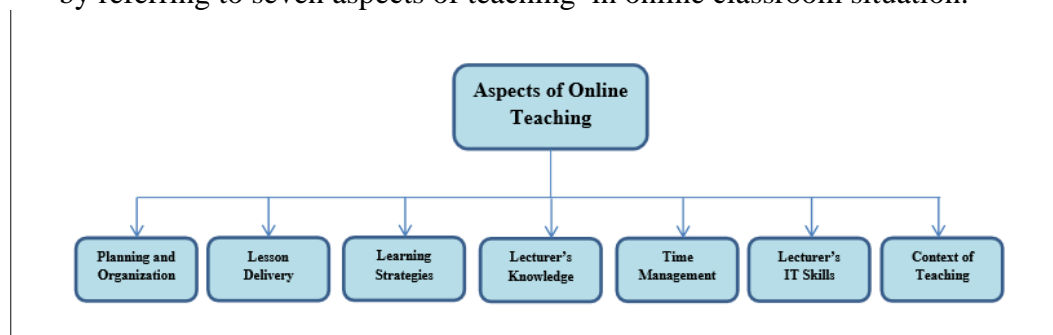 by referring to seven aspects of teaching in online classroom situation.
Aspects of Online
Teaching
Planning and
Organization
Lesson
Delivery
Learning
Strategies
Lecturer's
Knowledge
Time
Management
Lecturer's
IT Skills
Context of
Teaching